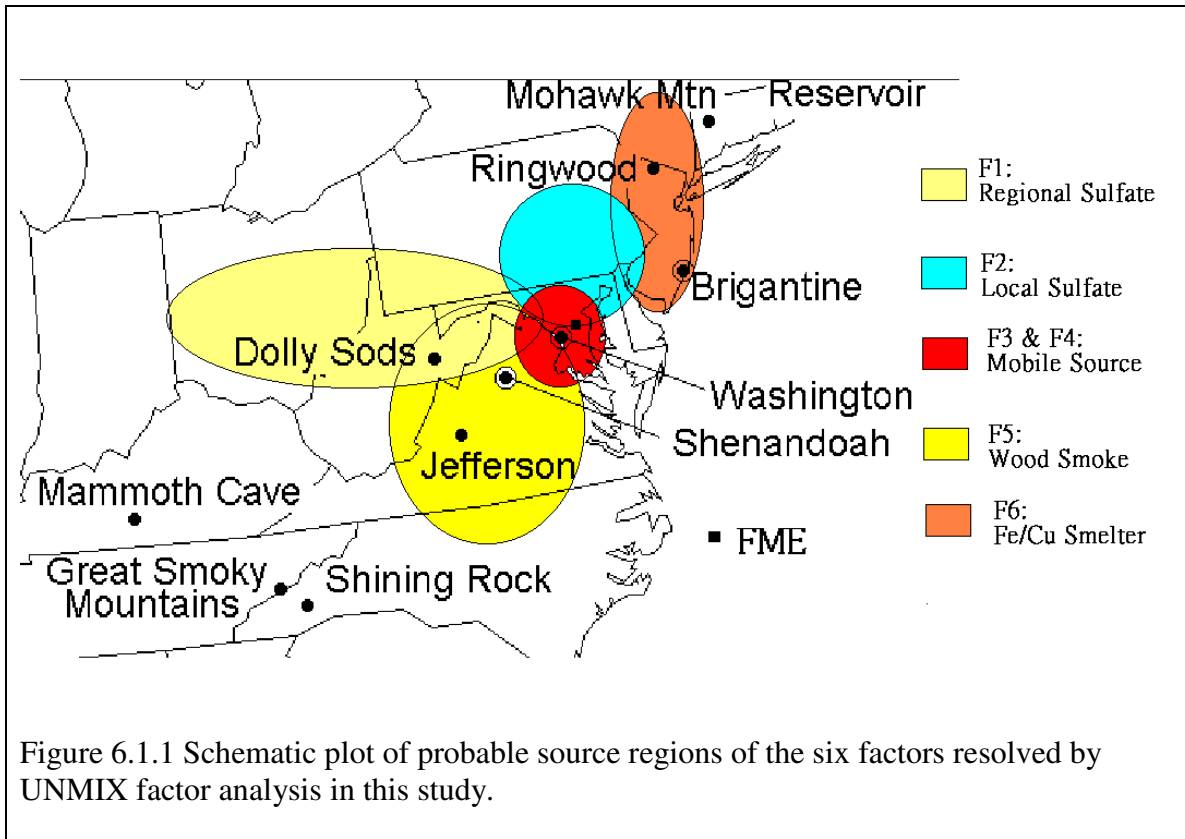 Mohawk Mtn
Reservoir
Ringwood
Brigantine
Dolly Sods
Washington
Shenandoah
Jefferson
Mammoth Cave
Great Smoky
Mountains
Shining Rock
FME
F1:
Regional Sulfate
F2:
Local Sulfate
F3 & F4:
Mobile Source
F5:
Wood Smoke
F6:
Fe/Cu Smelter
Figure 6.1.1 Schematic plot of probable source regions of the six factors resolved by
UNMIX factor analysis in this study.